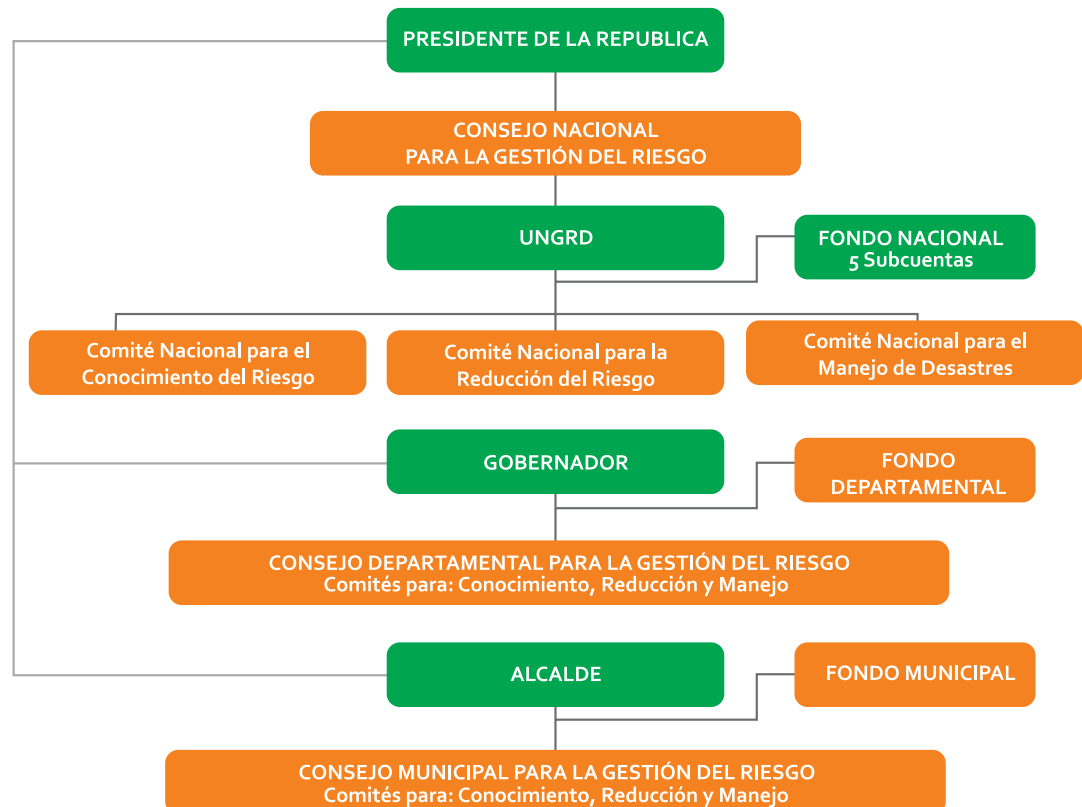 PRESIDENTE DE LA REPUBLICA
CONSEJO NACIONAL
PARA LA GESTIÓN DEL RIESGO
UNGRD
FONDO NACIONAL
5 Subcuentas
Comité Nacional para el
Conocimiento del Riesgo
Comité Nacional para la
Reducción del Riesgo
Comité Nacional para el
Manejo de Desastres
GOBERNADOR
FONDO
DEPARTAMENTAL
CONSEJO DEPARTAMENTAL PARA LA GESTIÓN DEL RIESGO
Comités para: Conocimiento, Reducción y Manejo
ALCALDE
FONDO MUNICIPAL
CONSEJO MUNICIPAL PARA LA GESTIÓN DEL RIESGO
Comités para: Conocimiento, Reducción y Manejo